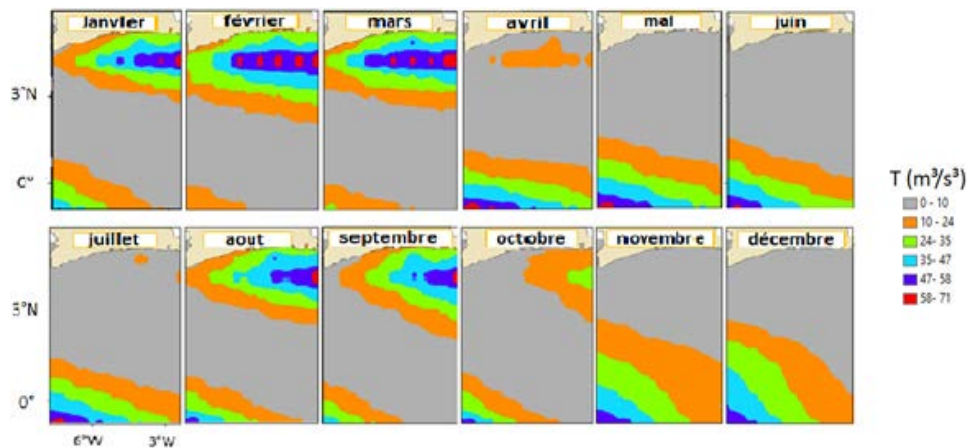 Janvier février mars avril mai juin
3°N
0°
T (m³/s³)
0 - 10
10 - 24
24 - 35
35 - 47
47 - 58
58 - 71
juillet aout septembre octobre novembre décembre
3°N
0°
6°W 3°W